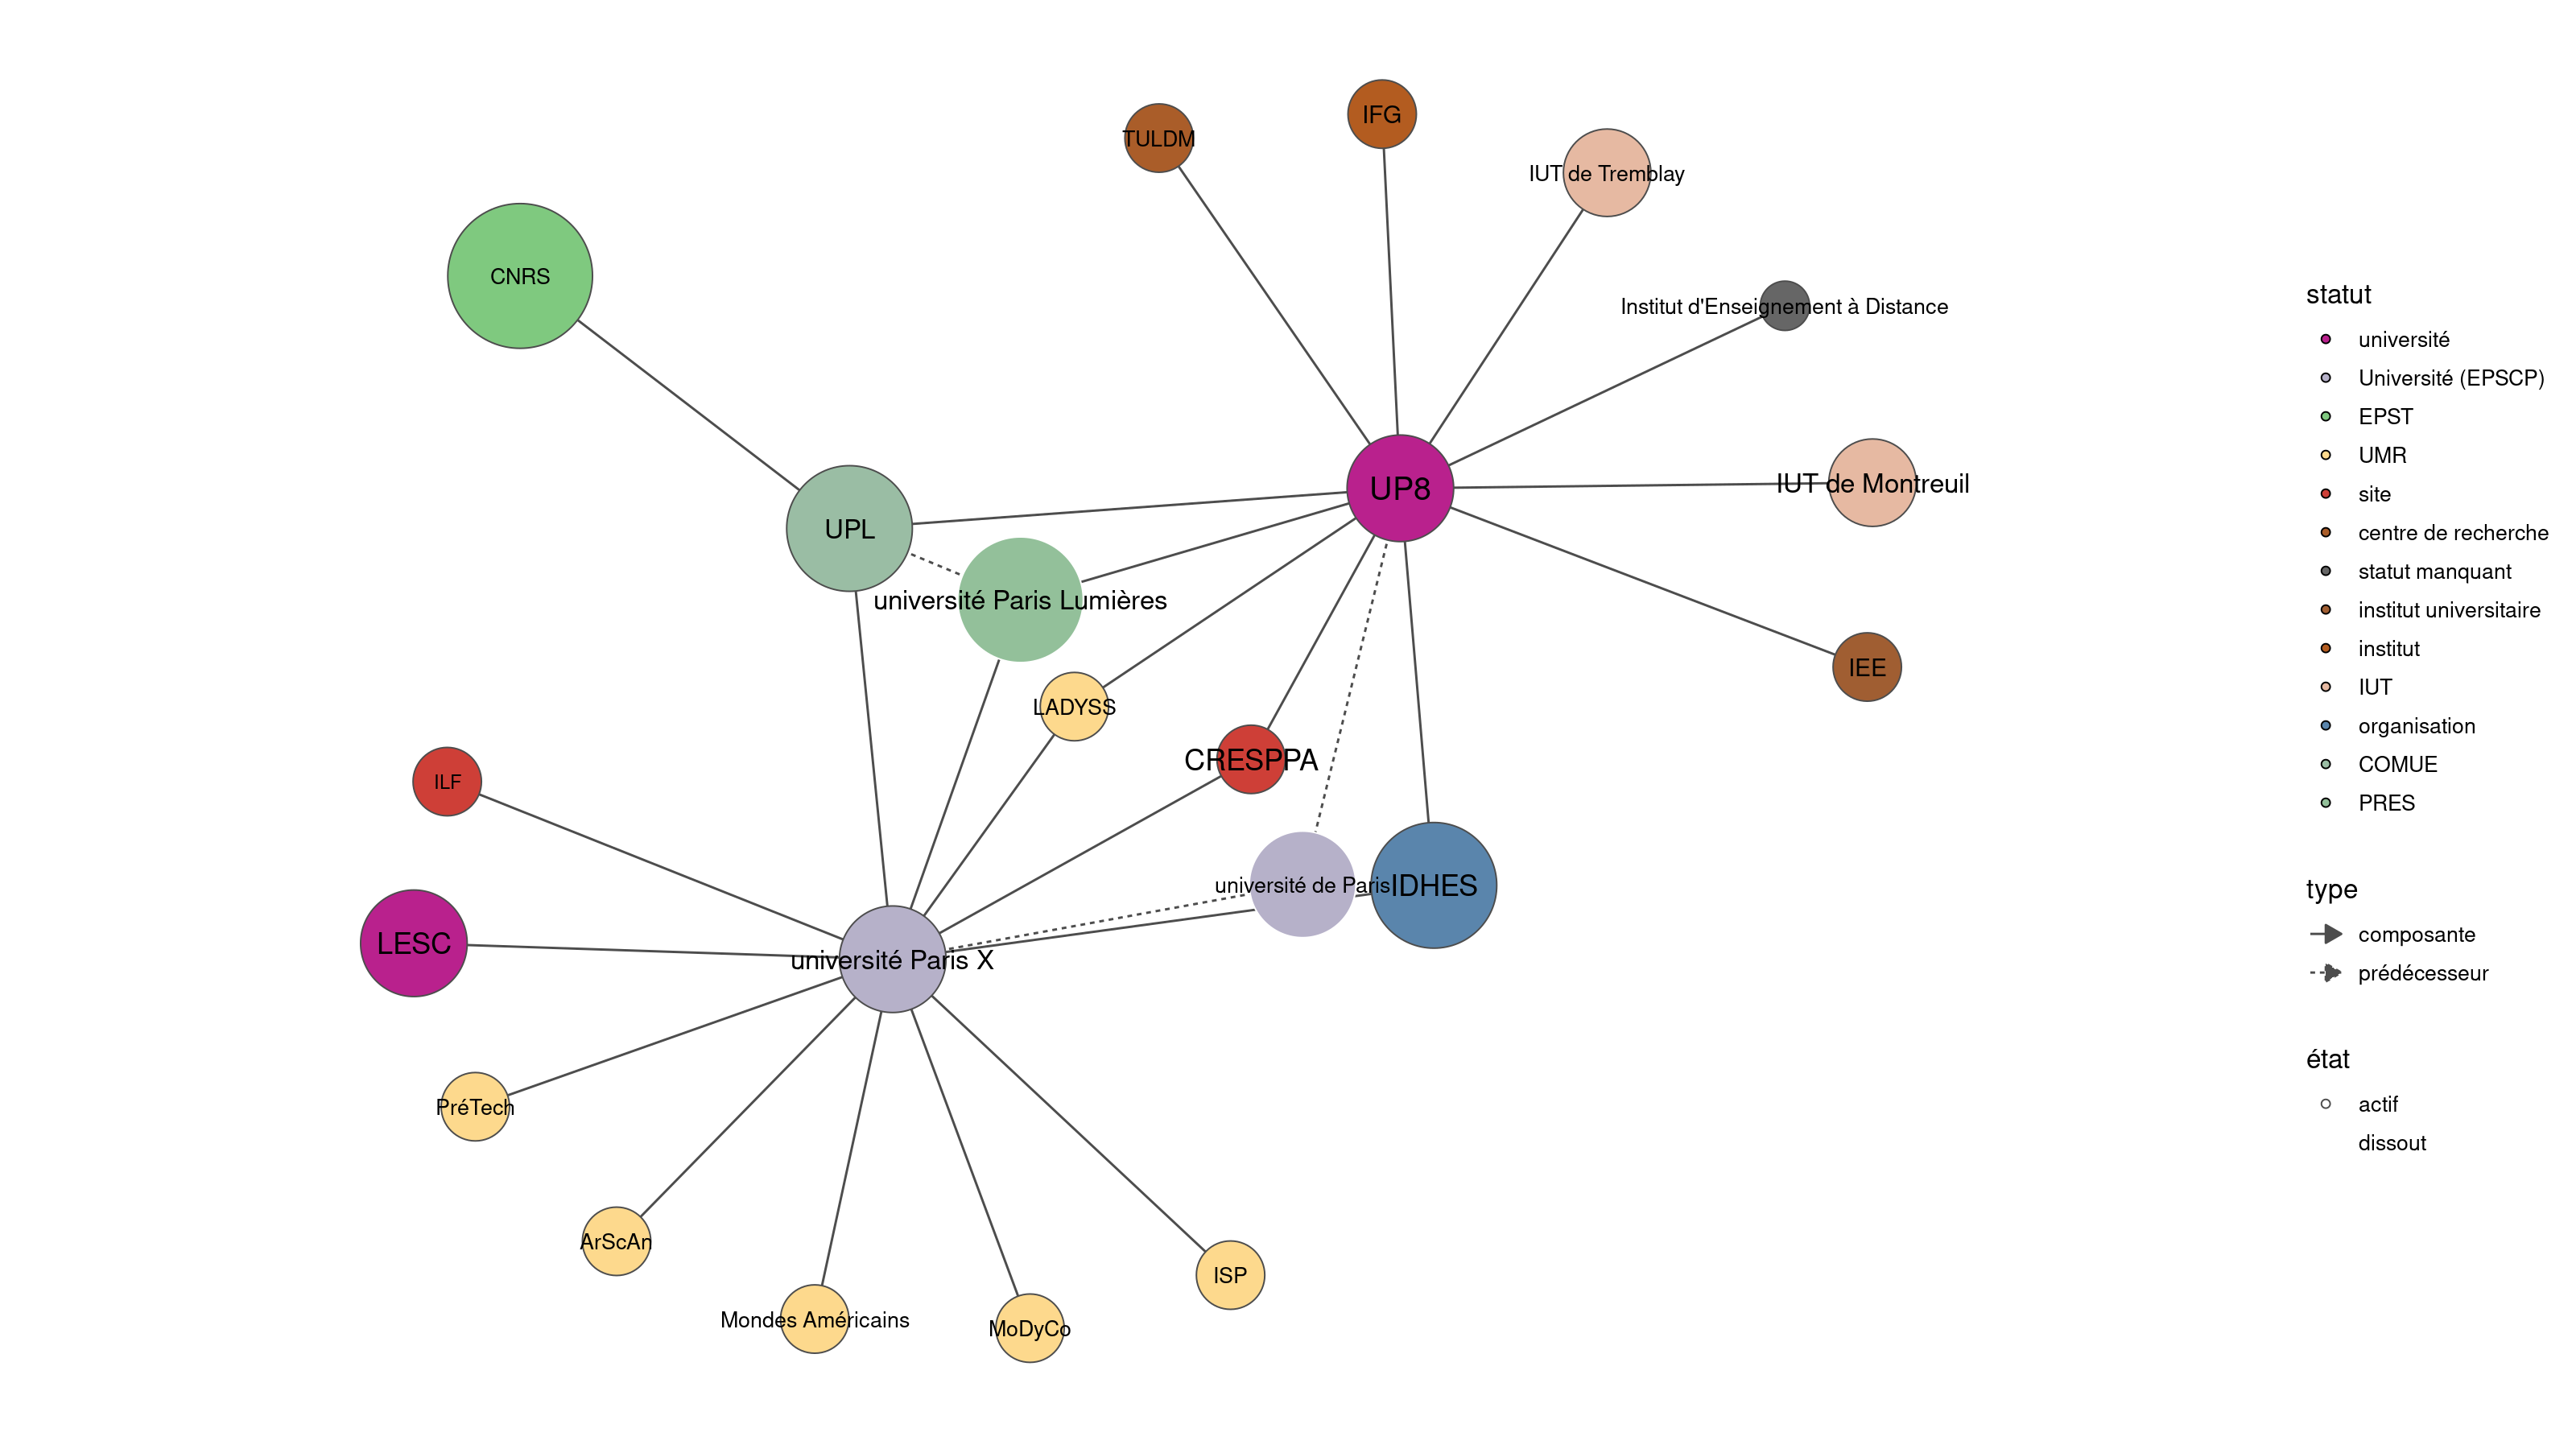 TULDM
IFG
IUT de Tremblay
CNRS
Institut d'Enseignement à Distance
UP8
IUT de Montreuil
UPL
université Paris Lumières
IEE
LADYSS
CRESPPA
ILF
université de Paris
IDHES
LESC
université Paris X
PréTech
ArScAn
ISP
Mondes Américains
MoDyCo
statut
université
Université (EPSCP)
EPST
UMR
site
centre de recherche
statut manquant
institut universitaire
institut
IUT
organisation
COMUE
PRES
type
composante
prédécesseur
état
actif
dissout